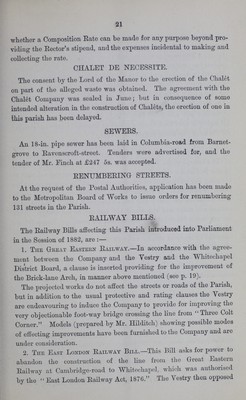 21
whether a Composition Rate can be made for any purpose beyond pro-
viding the Rector's stipend, and the expenses incidental to making and
collecting the rate.
CHALET DE NECESSITE.
The consent by the Lord of the Manor to the erection of the Chalêt
on part of the alleged waste was obtained. The agreement with the
Chalêt Company was sealed in June; but in consequence of some
intended alteration in the construction of Chalêts, the erection of one in
this parish has been delayed.
SEWERS.
An 18-in. pipe sewer has been laid in Columbia-road from Barnet-
grove to Ravenscroft-street. Tenders were advertised for, and the
tender of Mr. Finch at £247 5s. was accepted.
RENUMBERING STREETS.
At the request of the Postal Authorities, application has been made
to the Metropolitan Board of Works to issue orders for renumbering
131 streets in the Parish.
RAILWAY BILLS.
The Railway Bills affecting this Parish introduced into Parliament
in the Session of 1882, are :—
1. THE GREAT EASTERN RAILWAY.—In accordance with the agree-
ment between the Company and the Vestry and the Whitechapel
District Board, a clause is inserted providing for the improvement of
the Brick-lane Arch, in manner above mentioned (see p. 19).
The projected works do not affect the streets or roads of the Parish,
but in addition to the usual protective and rating clauses the Vestry
are endeavouring to induce the Company to provide for improving the
very objectionable foot-way bridge crossing the line from "Three Colt
Corner." Models (prepared by Mr. Hibditch) showing possible modes
of effecting improvements have been furnished to the Company and are
under consideration.
2. THE EAST LONDON RAILWAY BILL.—This Bill asks for power to
abandon the construction of the line from the Great Eastern
Railway at Cambridge-road to Whitechapel, which was authorised
by the "East London Railway Act, 1876." The Vestry then opposed